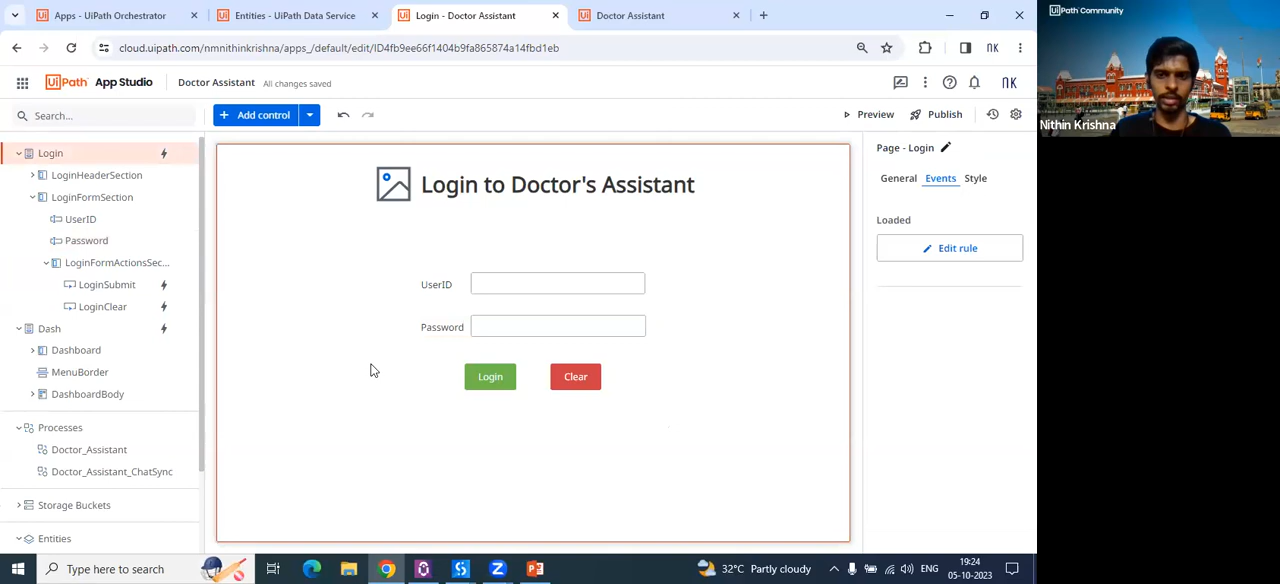 Apps - UiPath Orchestrator
Entities - UiPath Data Service
Login - Doctor Assistant
Doctor Assistant
cloud.uipath.com/nmnithinkrishna/apps_/default/edit/ID4fb9ee66f1404b9fa865874a14fbd1eb
NK
UiPath App Studio
Doctor Assistant
All changes saved
NK
Search...
Add control
Preview
Publish
Login
LoginHeaderSection
LoginFormSection
UserID
Password
LoginFormActionsSec...
LoginSubmit
LoginClear
Dash
Dashboard
MenuBorder
DashboardBody
Processes
Doctor_Assistant
Doctor_Assistant_ChatSync
Storage Buckets
Entities
Login to Doctor's Assistant
UserID
Password
Login
Clear
Page - Login
General
Events
Style
Loaded
Edit rule
UiPath Community
Nithin Krishna
Type here to search
32°C Partly cloudy
ENG
19:24
05-10-2023